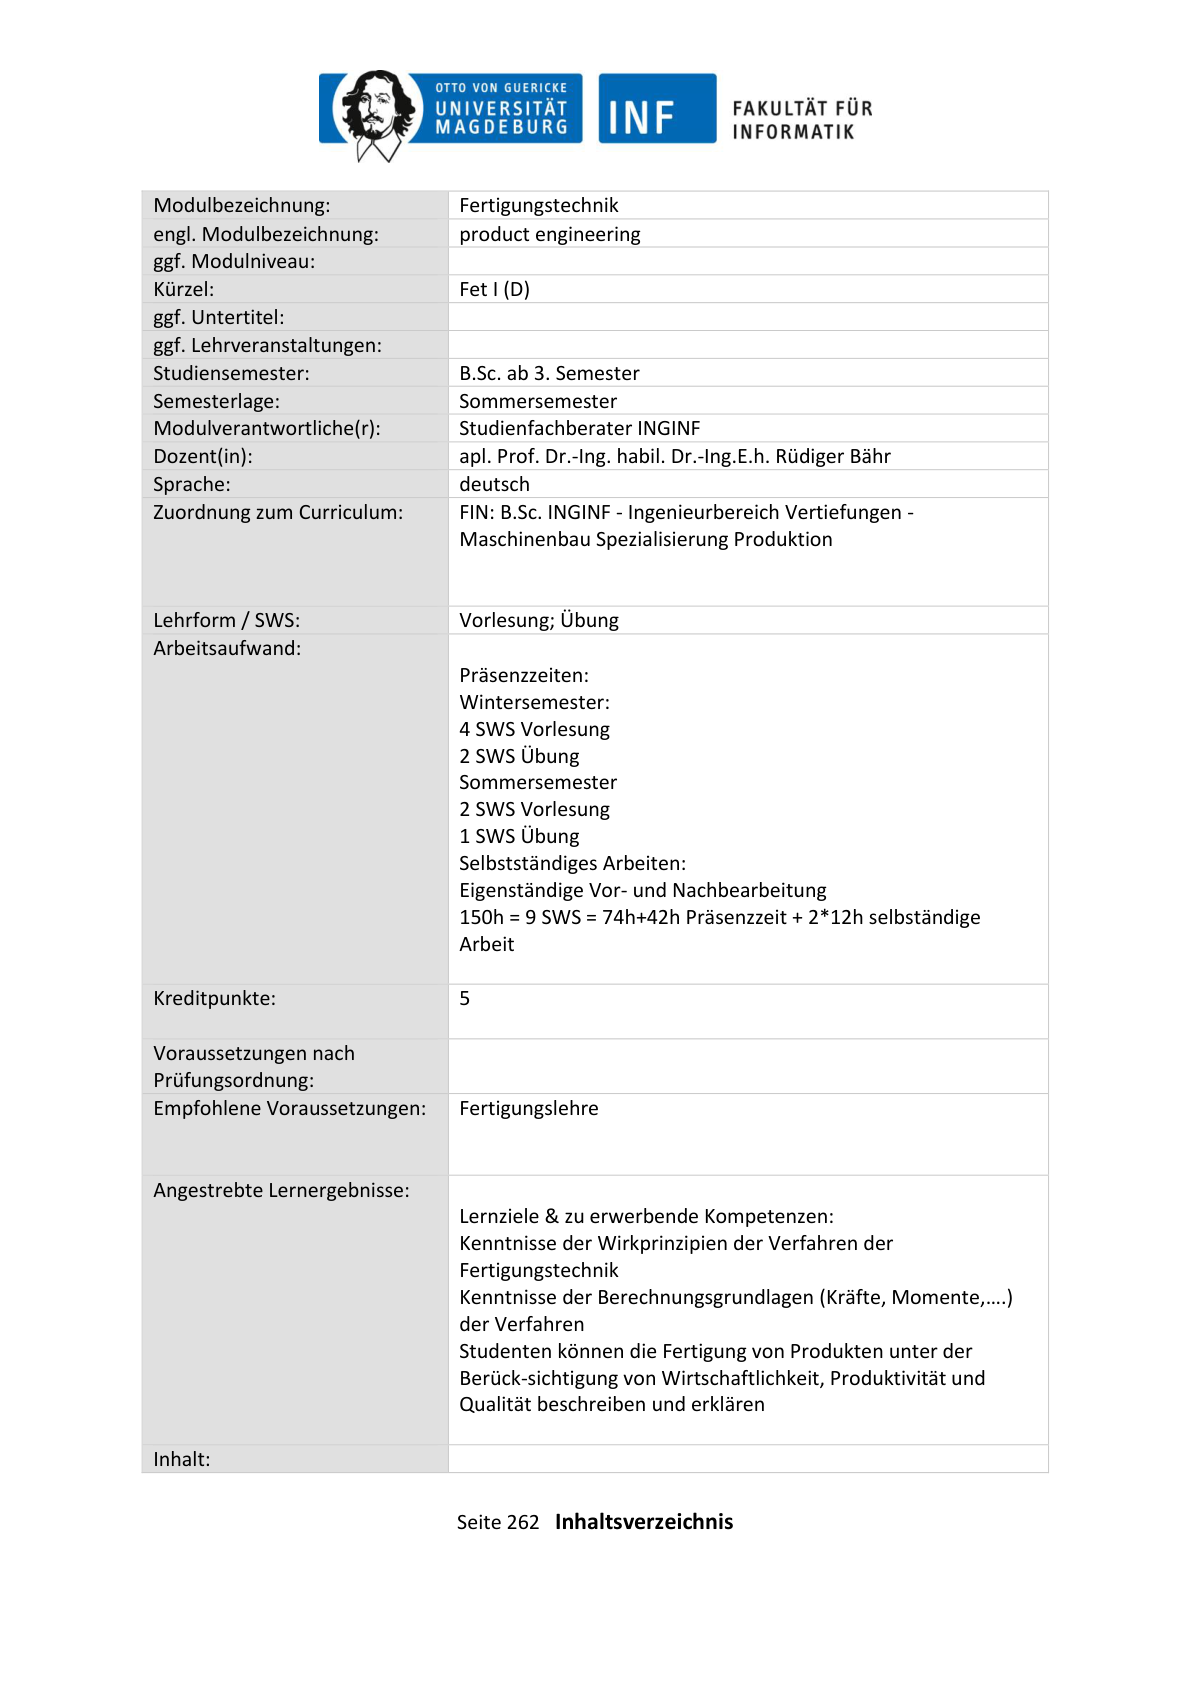 OTTO VON GUERICKE
UNIVERSITÄT
MAGDEBURG
INF
FAKULTÄT FÜR
INFORMATIK
Modulbezeichnung: Fertigungstechnik
engl. Modulbezeichnung: product engineering
ggf. Modulniveau:
Kürzel: Fet I (D)
ggf. Untertitel:
ggf. Lehrveranstaltungen:
Studiensemester: B.Sc. ab 3. Semester
Semesterlage: Sommersemester
Modulverantwortliche(r): Studienfachberater INGINF
Dozent(in): apl. Prof. Dr.-Ing. habil. Dr.-Ing.E.h. Rüdiger Bähr
Sprache: deutsch
Zuordnung zum Curriculum: FIN: B.Sc. INGINF - Ingenieurbereich Vertiefungen -
Maschinenbau Spezialisierung Produktion
Lehrform / SWS: Vorlesung; Übung
Arbeitsaufwand:
Präsenzzeiten:
Wintersemester:
4 SWS Vorlesung
2 SWS Übung
Sommersemester
2 SWS Vorlesung
1 SWS Übung
Selbstständiges Arbeiten:
Eigenständige Vor- und Nachbearbeitung
150h = 9 SWS = 74h+42h Präsenzzeit + 2*12h selbständige
Arbeit
Kreditpunkte: 5
Voraussetzungen nach
Prüfungsordnung:
Empfohlene Voraussetzungen: Fertigungslehre
Angestrebte Lernergebnisse:
Lernziele & zu erwerbende Kompetenzen:
Kenntnisse der Wirkprinzipien der Verfahren der
Fertigungstechnik
Kenntnisse der Berechnungsgrundlagen (Kräfte, Momente,....)
der Verfahren
Studenten können die Fertigung von Produkten unter der
Berück-sichtigung von Wirtschaftlichkeit, Produktivität und
Qualität beschreiben und erklären
Inhalt:
Seite 262 Inhaltsverzeichnis